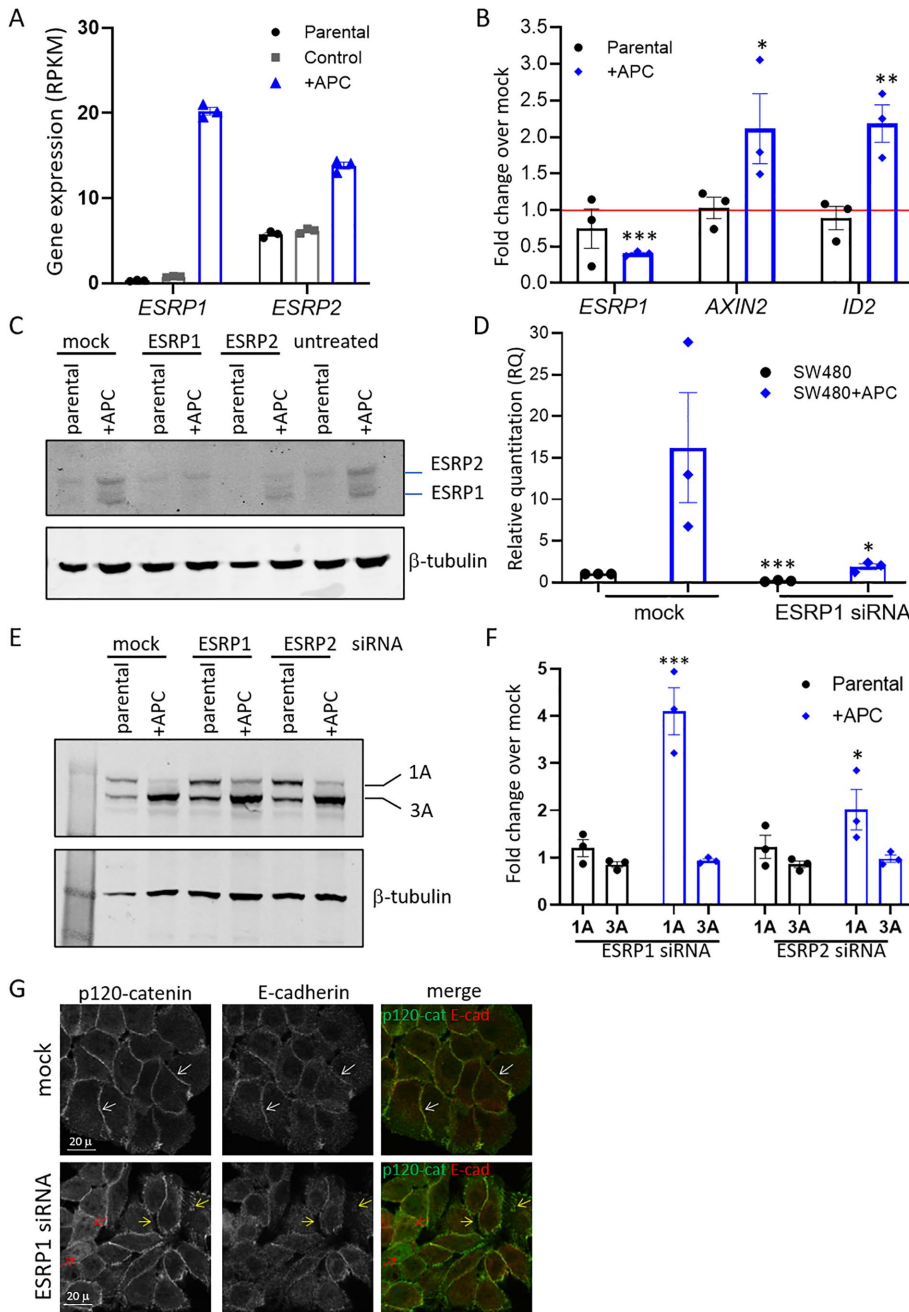 A
Gene expression (RPKM)
30
20
10
0
Parental
Control
+APC
ESRP1 ESRP2
B
Fold change over mock
3.5
3.0
2.5
2.0
1.5
1.0
0.5
0.0
Parental
+APC
***
*
**
ESRP1 AXIN2 ID2
C
mock ESRP1 ESRP2 untreated
parental +APC parental +APC parental +APC parental +APC
ESRP2
ESRP1
β-tubulin
D
Relative quantitation (RQ)
30
25
20
15
10
5
0
SW480
SW480+APC
***
*
mock ESRP1 siRNA
E
mock ESRP1 ESRP2 siRNA
parental +APC parental +APC parental +APC
1A
3A
β-tubulin
F
Fold change over mock
5
4
2
1
0
Parental
+APC
***
*
1A 3A 1A 3A 1A 3A 1A 3A
ESRP1 siRNA ESRP2 siRNA
G
p120-catenin E-cadherin merge
mock
p120-cat E-cad
20 µ
ESRP1 siRNA
p120-cat E-cad
20 µ